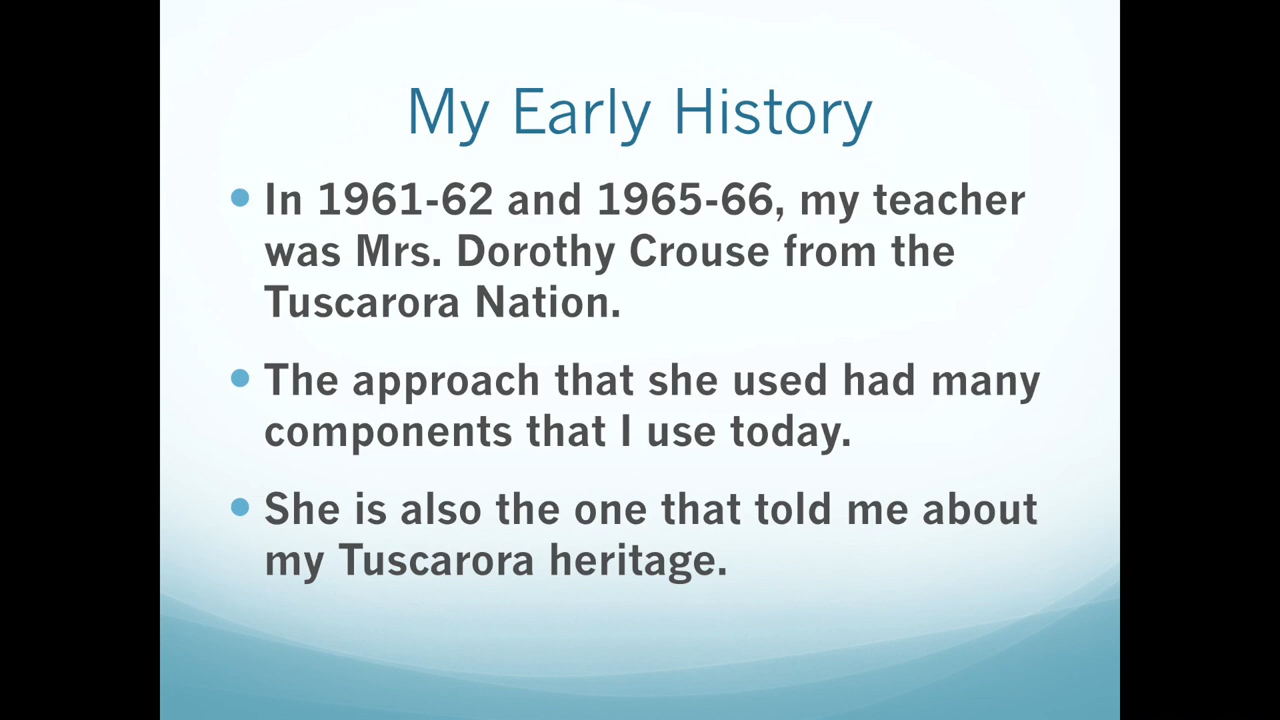 My Early History
• In 1961-62 and 1965-66, my teacher
was Mrs. Dorothy Crouse from the
Tuscarora Nation.
• The approach that she used had many
components that I use today.
• She is also the one that told me about
my Tuscarora heritage.